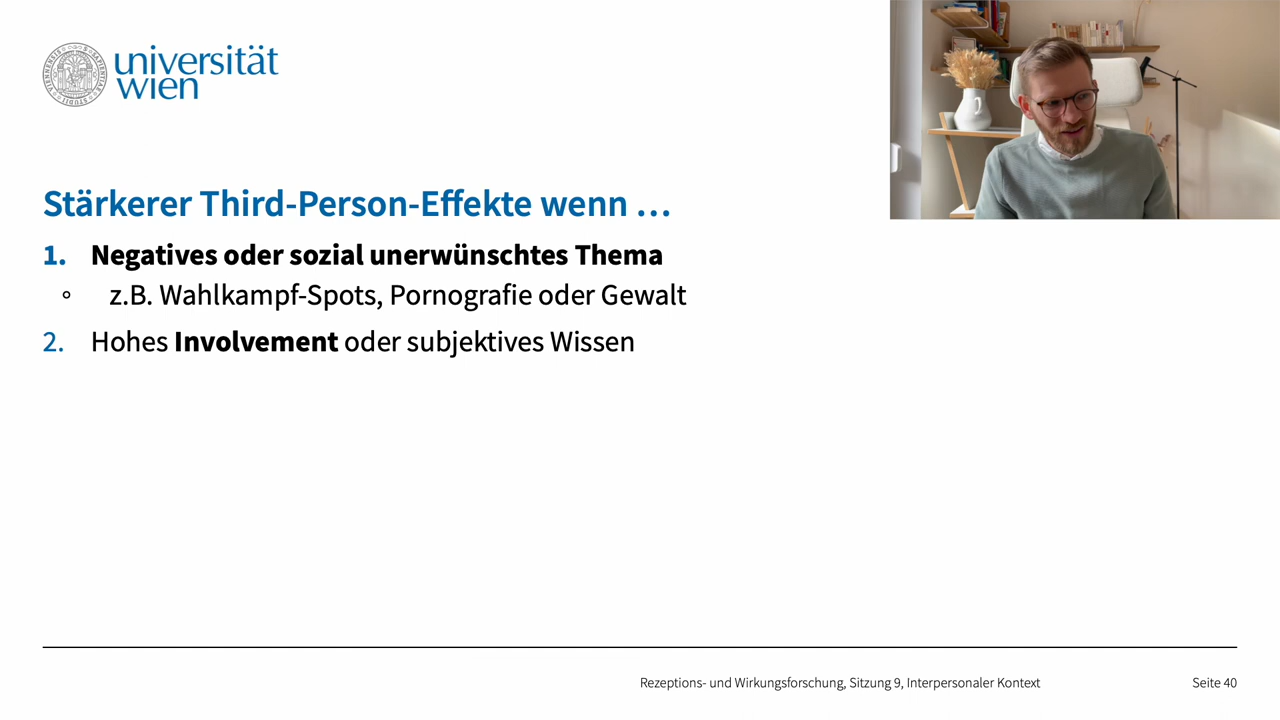 universität
wien
Stärkerer Third-Person-Effekte wenn …
1. Negatives oder sozial unerwünschtes Thema
∘ z.B. Wahlkampf-Spots, Pornografie oder Gewalt
2. Hohes Involvement oder subjektives Wissen
Rezeptions- und Wirkungsforschung, Sitzung 9, Interpersonaler Kontext Seite 40